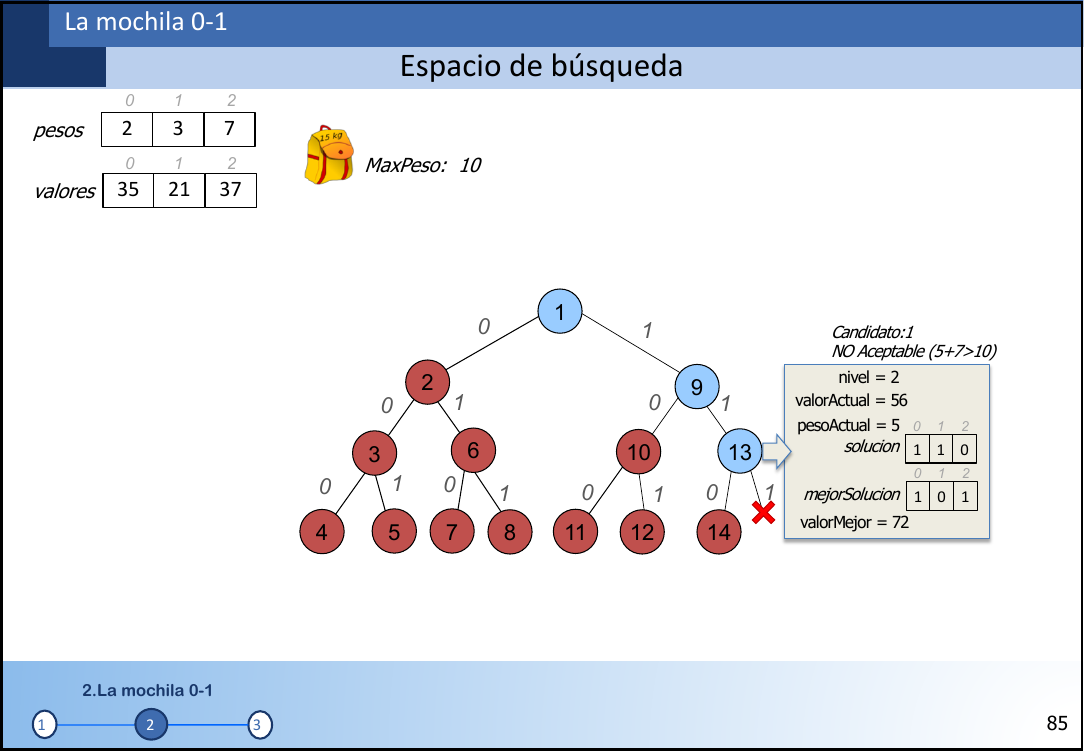 La mochila 0-1
Espacio de búsqueda
0 1 2
pesos 2 3 7
0 1 2
valores 35 21 37
15 kg
MaxPeso: 10
1
0 1
2 9
0 1 0 1
3 6 10 13
0 1 0 1 0 1 0 1
4 5 7 8 11 12 14
Candidato:1
NO Aceptable (5+7>10)
nivel = 2
valorActual = 56
pesoActual = 5
0 1 2
solucion 1 1 0
0 1 2
mejorSolucion 1 0 1
valorMejor = 72
2.La mochila 0-1
1 2 3
85